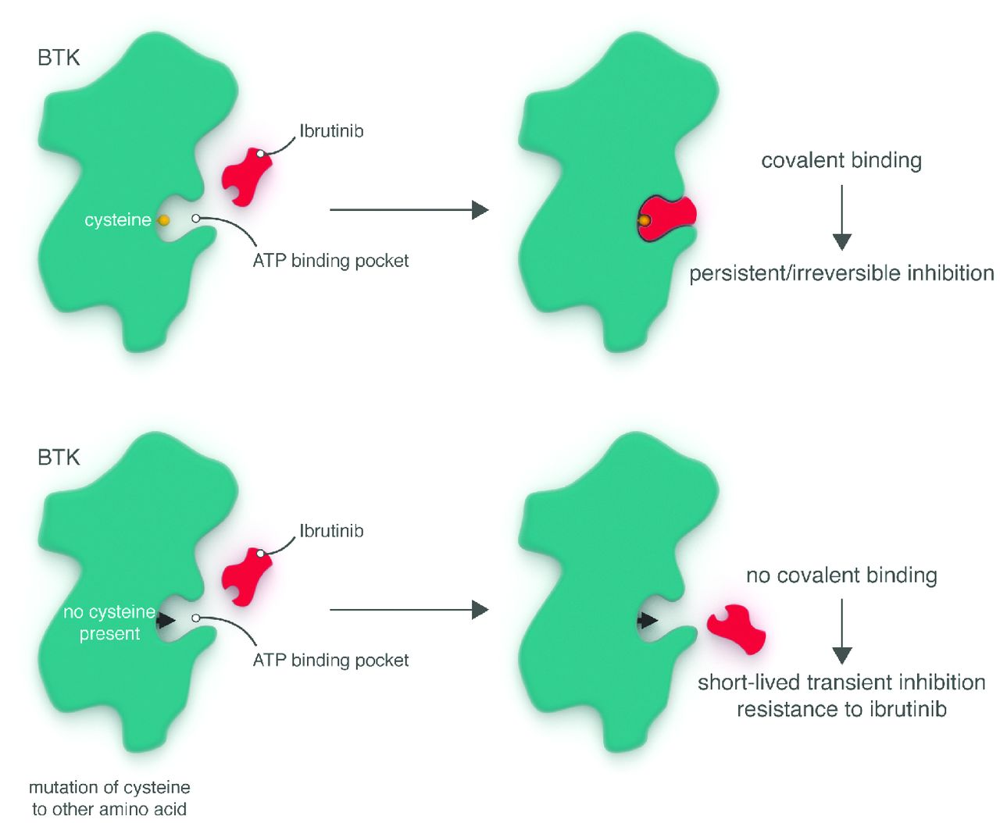 BTK
Ibrutinib
cysteine
ATP binding pocket
covalent binding
persistent/irreversible inhibition
BTK
Ibrutinib
no cysteine
present
ATP binding pocket
no covalent binding
short-lived transient inhibition
resistance to ibrutinib
mutation of cysteine
to other amino acid